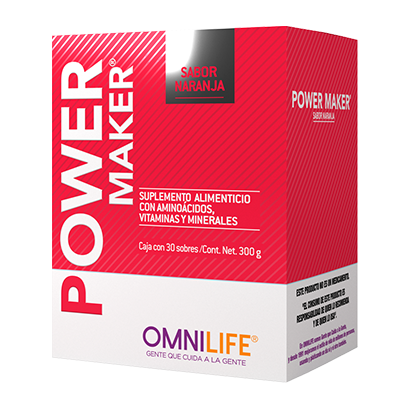 POWER
MAKER®
SABOR
NARANJA
SUPLEMENTO ALIMENTICIO
CON AMINOÁCIDOS,
VITAMINAS Y MINERALES
Caja con 30 sobres/Cont. Net. 300 g
OMNILIFE®
GENTE QUE CUIDA A LA GENTE
POWER MAKER®
SABOR NARANJA
ESTE PRODUCTO NO ES UN MEDICAMENTO.
"EL CONSUMO DE ESTE PRODUCTO ES
RESPONSABILIDAD DE QUIEN LO RECOMIENDA
Y DE QUIEN LO USA".